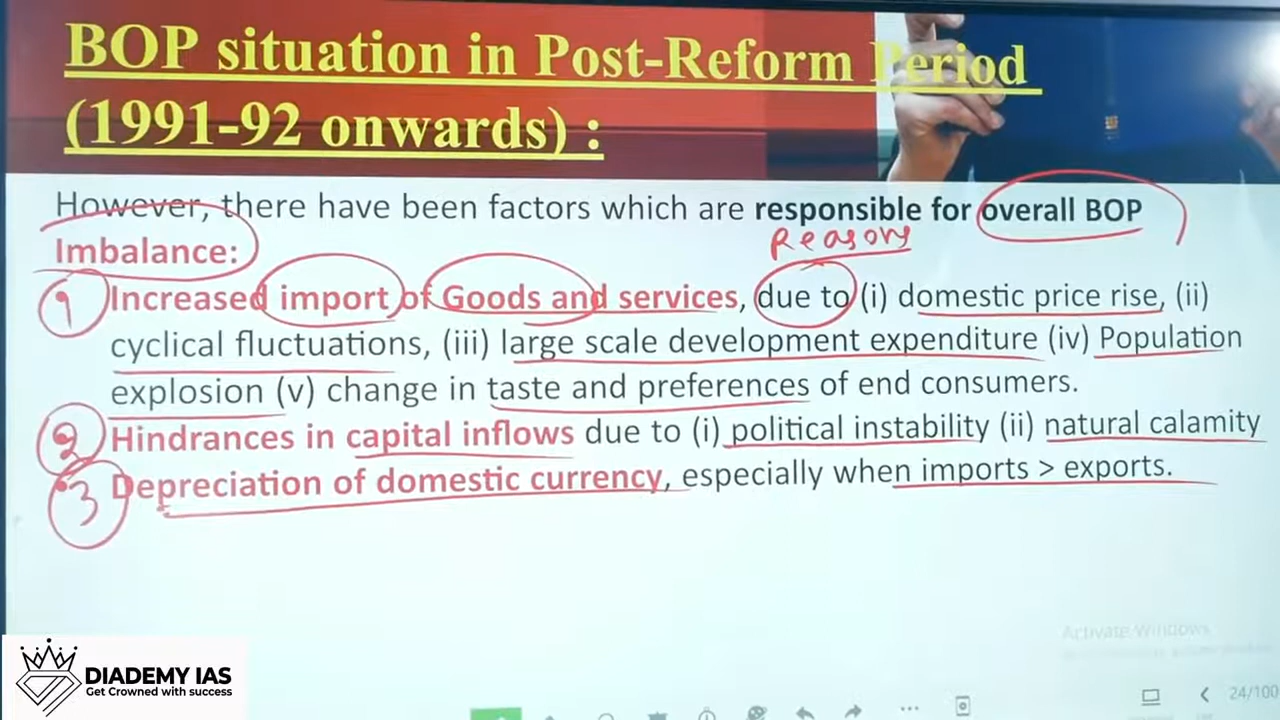 BOP situation in Post-Reform Period
(1991-92 onwards) :
However, there have been factors which are responsible for overall BOP
Reasons
Imbalance:
1 Increased import of Goods and services, due to (i) domestic price rise, (ii)
cyclical fluctuations, (iii) large scale development expenditure (iv) Population
explosion (v) change in taste and preferences of end consumers.
2 Hindrances in capital inflows due to (i) political instability (ii) natural calamity
3 Depreciation of domestic currency, especially when imports > exports.
Activate Windows
24/100
DIADEMY IAS
Get Crowned with success